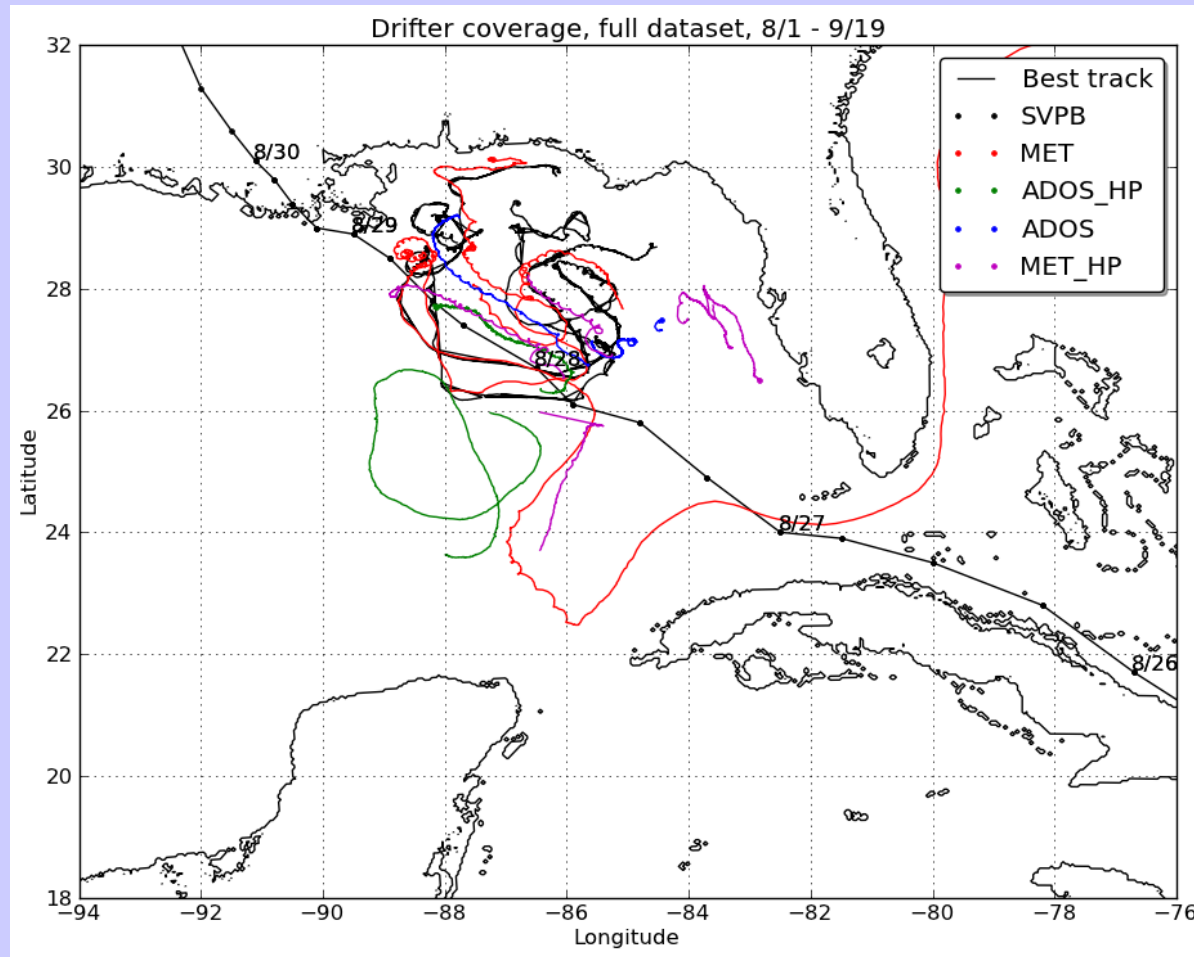 Drifter coverage, full dataset, 8/1 - 9/19
32
30
28
26
24
22
20
18
Latitude
Best track
SVPB
MET
ADOS_HP
ADOS
MET_HP
8/30
8/29
8/28
8/27
8/26
−94
−92
−90
−88
−86
−84
−82
−80
−78
−76
Longitude